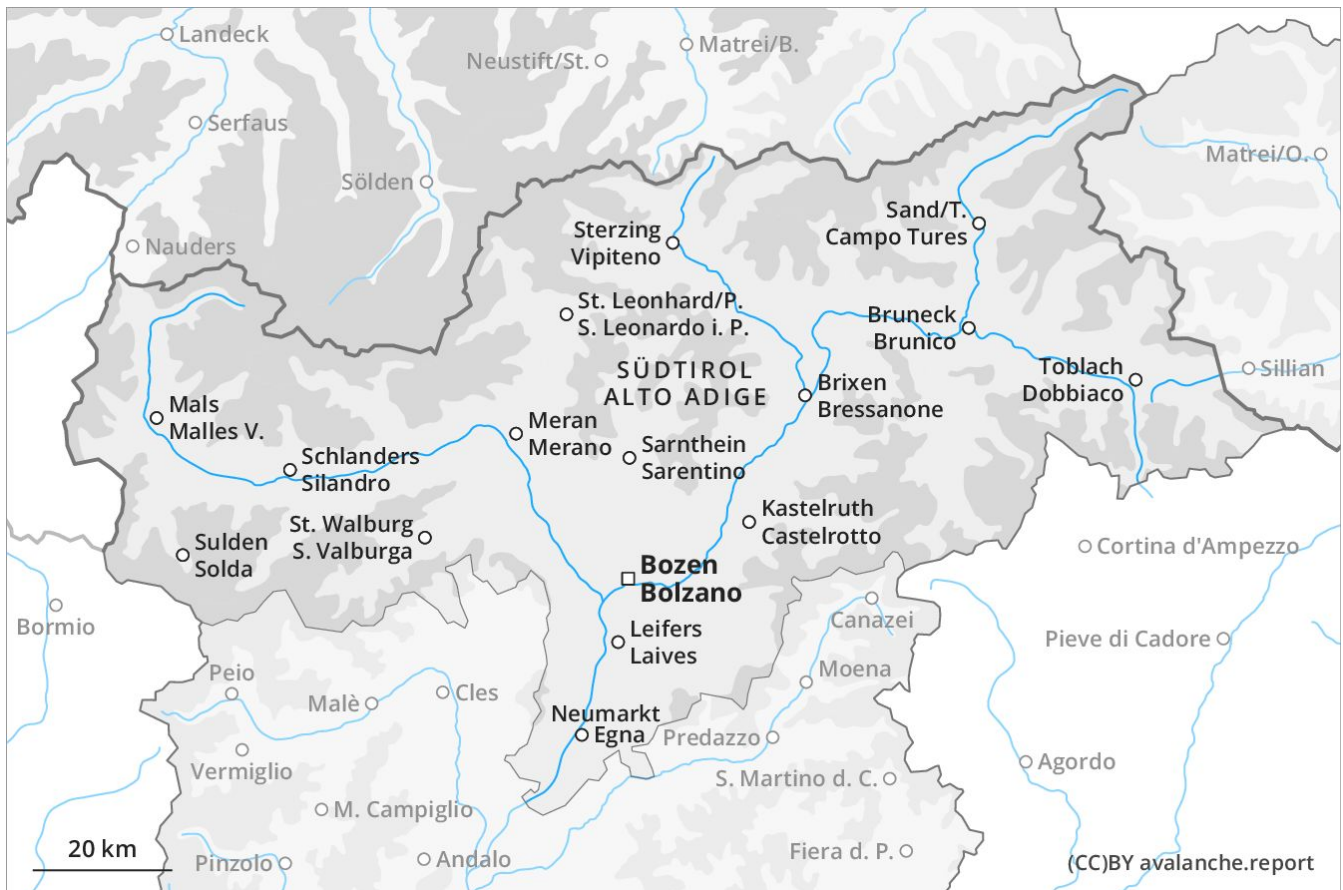 Landeck
Neustift/St.
Matrei/B.
Serfaus
Matrei/O.
Sölden
Nauders
Sterzing
Vipiteno
Sand/T.
Campo Tures
St. Leonhard/P.
S. Leonardo i. P.
Bruneck
Brunico
SÜDTIROL
ALTO ADIGE
Toblach
Dobbiaco
Sillian
Brixen
Bressanone
Mals
Malles V.
Meran
Merano
Sarnthein
Sarentino
Schlanders
Silandro
Kastelruth
Castelrotto
St. Walburg
S. Valburga
Sulden
Solda
Cortina d'Ampezzo
Bozen
Bolzano
Bormio
Canazei
Leifers
Laives
Pieve di Cadore
Peio
Moena
Malè
Cles
Neumarkt
Egna
Predazzo
Vermiglio
Agordo
S. Martino d. C.
M. Campiglio
20 km
Pinzolo
Andalo
Fiera d. P.
(CC)BY avalanche.report